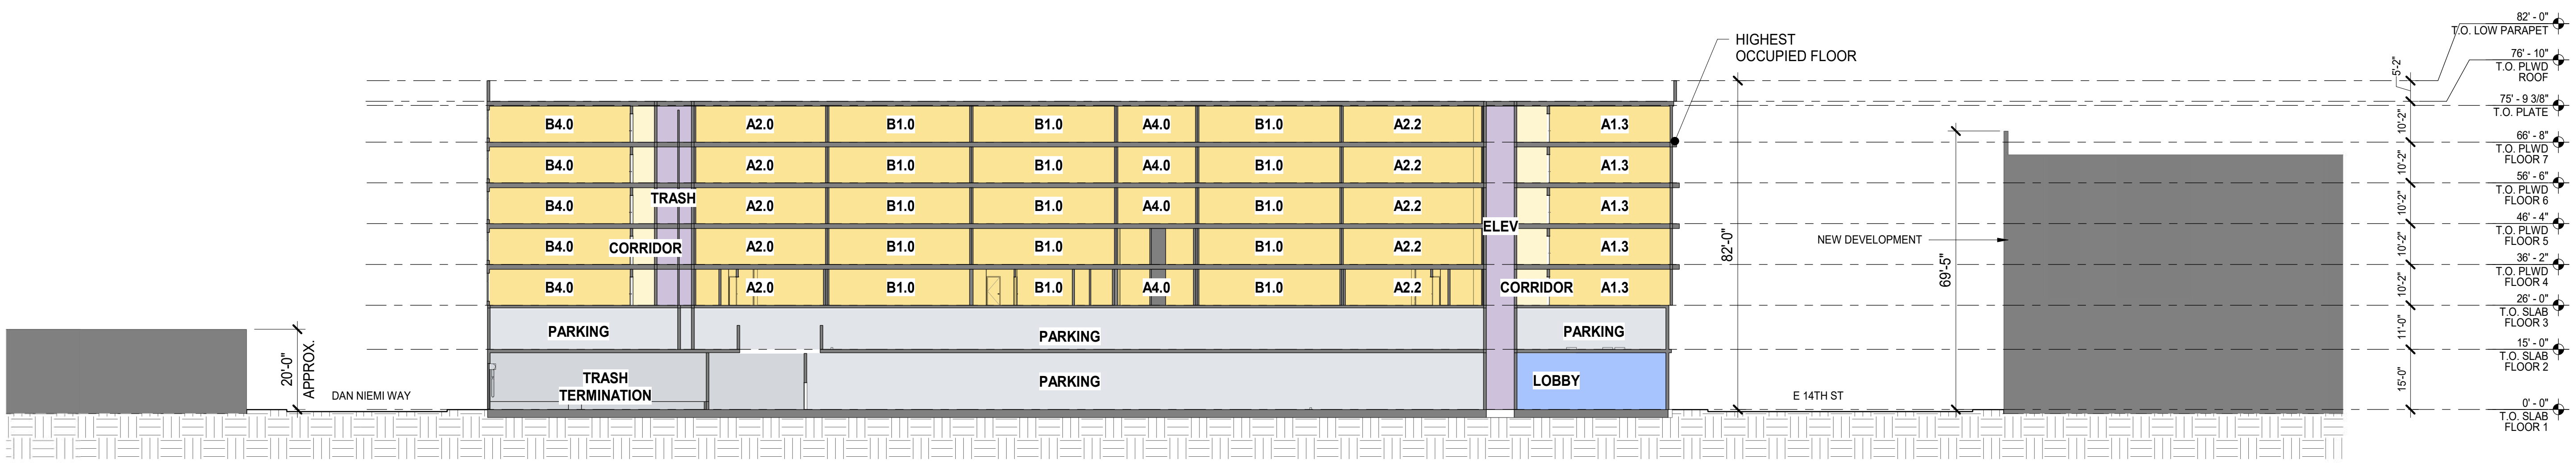 82' - 0"
T.O. LOW PARAPET
HIGHEST
OCCUPIED FLOOR
76' - 10"
T.O. PLWD
ROOF
5'-2"
75' - 9 3/8"
T.O. PLATE
B4.0 A2.0 B1.0 B1.0 A4.0 B1.0 A2.2 A1.3
10'-2"
66' - 8"
T.O. PLWD
FLOOR 7
B4.0 A2.0 B1.0 B1.0 A4.0 B1.0 A2.2 A1.3
10'-2"
56' - 6"
T.O. PLWD
FLOOR 6
TRASH
B4.0 A2.0 B1.0 B1.0 A4.0 B1.0 A2.2 A1.3
10'-2"
46' - 4"
T.O. PLWD
FLOOR 5
ELEV
CORRIDOR
B4.0 A2.0 B1.0 B1.0 B1.0 A2.2 A1.3
NEW DEVELOPMENT
82'-0"
69'-5"
10'-2"
36' - 2"
T.O. PLWD
FLOOR 4
B4.0 A2.0 B1.0 B1.0 A4.0 B1.0 A2.2 CORRIDOR A1.3
10'-2"
26' - 0"
T.O. SLAB
FLOOR 3
PARKING PARKING PARKING
11'-0"
15' - 0"
T.O. SLAB
FLOOR 2
20'-0"
APPROX.
DAN NIEMI WAY
TRASH
TERMINATION
PARKING
LOBBY
E 14TH ST
15'-0"
0' - 0"
T.O. SLAB
FLOOR 1